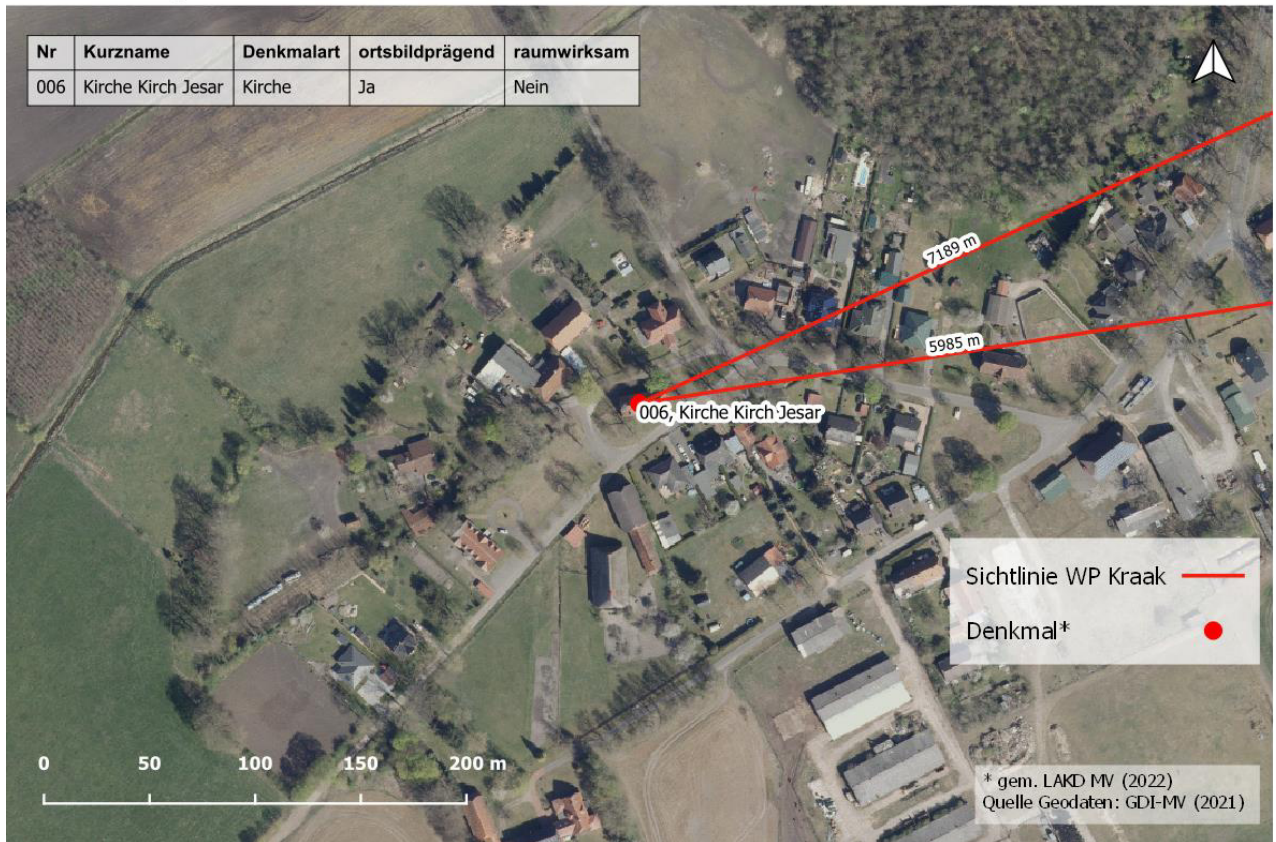 Nr Kurzname Denkmalart ortsbildprägend raumwirksam
006 Kirche Kirch Jesar Kirche Ja Nein
7189 m
5985 m
006, Kirche Kirch Jesar
Sichtlinie WP Kraak
Denkmal*
0 50 100 150 200 m
* gem. LAKD MV (2022)
Quelle Geodaten: GDI-MV (2021)